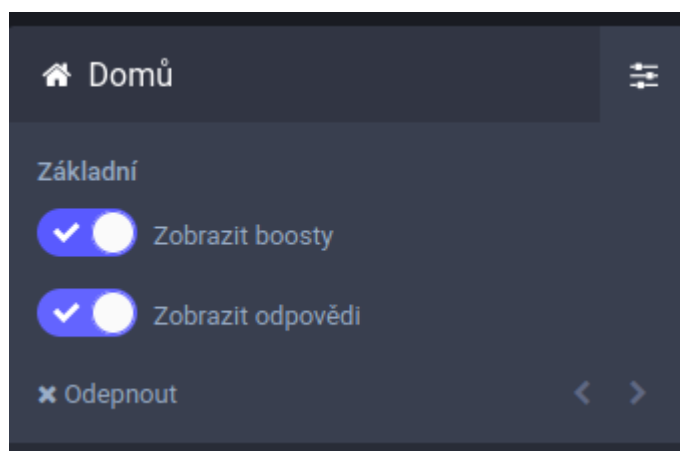 Domů
Základní
Zobrazit boosty
Zobrazit odpovědi
Odepnout